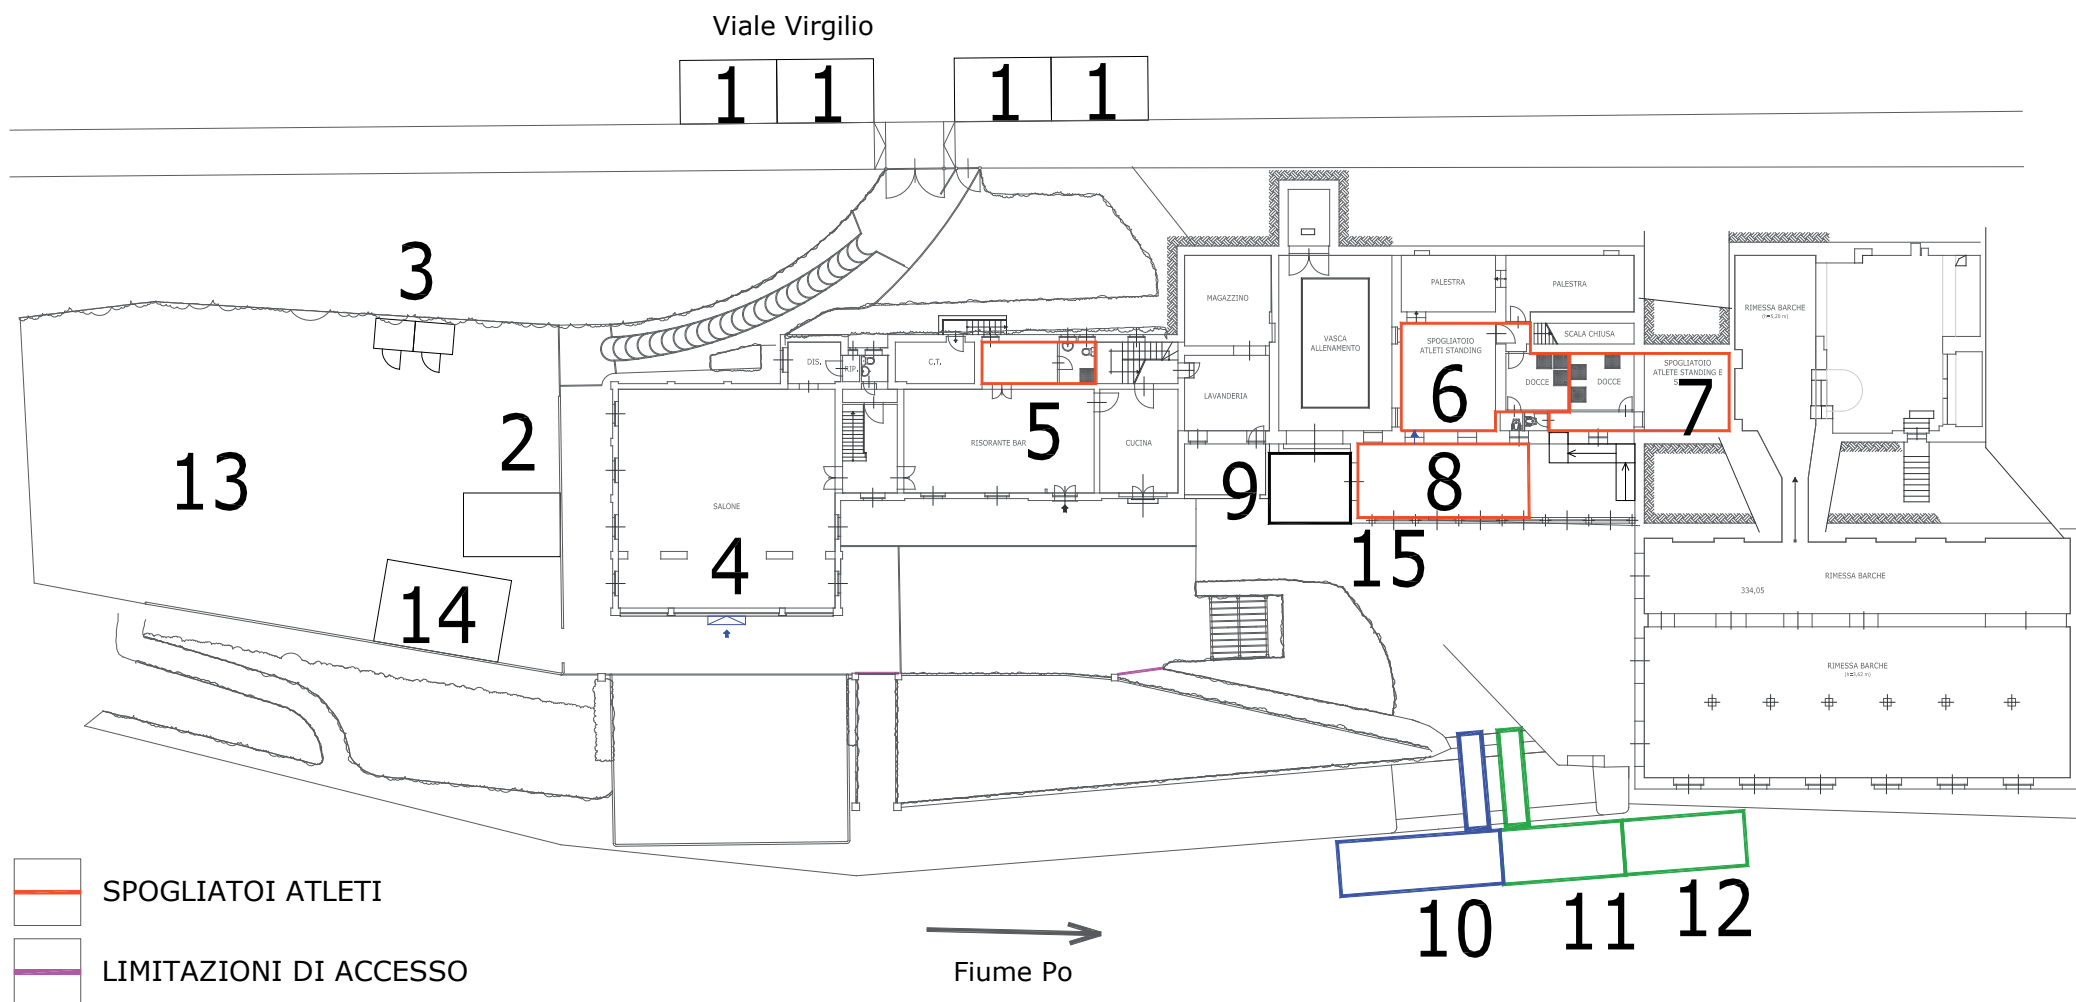 Viale Virgilio
1 1 1 1
3
MAGAZZINO
PALESTRA
PALESTRA
RIMESSA BARCHE
SCALA CHIUSA
VASCA
ALLENAMENTO
SPOGLIATOIO
ATLETI STANDING
DIS.
RIP.
C.T.
SPOGLIATOIO
ATLETE STANDING E
DOCCE
DOCCE
6
7
LAVANDERIA
2
RISORANTE BAR
5
CUCINA
13
9
8
SALONE
4
15
RIMESSA BARCHE
334,05
14
RIMESSA BARCHE
SPOGLIATOI ATLETI
10
11
12
LIMITAZIONI DI ACCESSO
Fiume Po